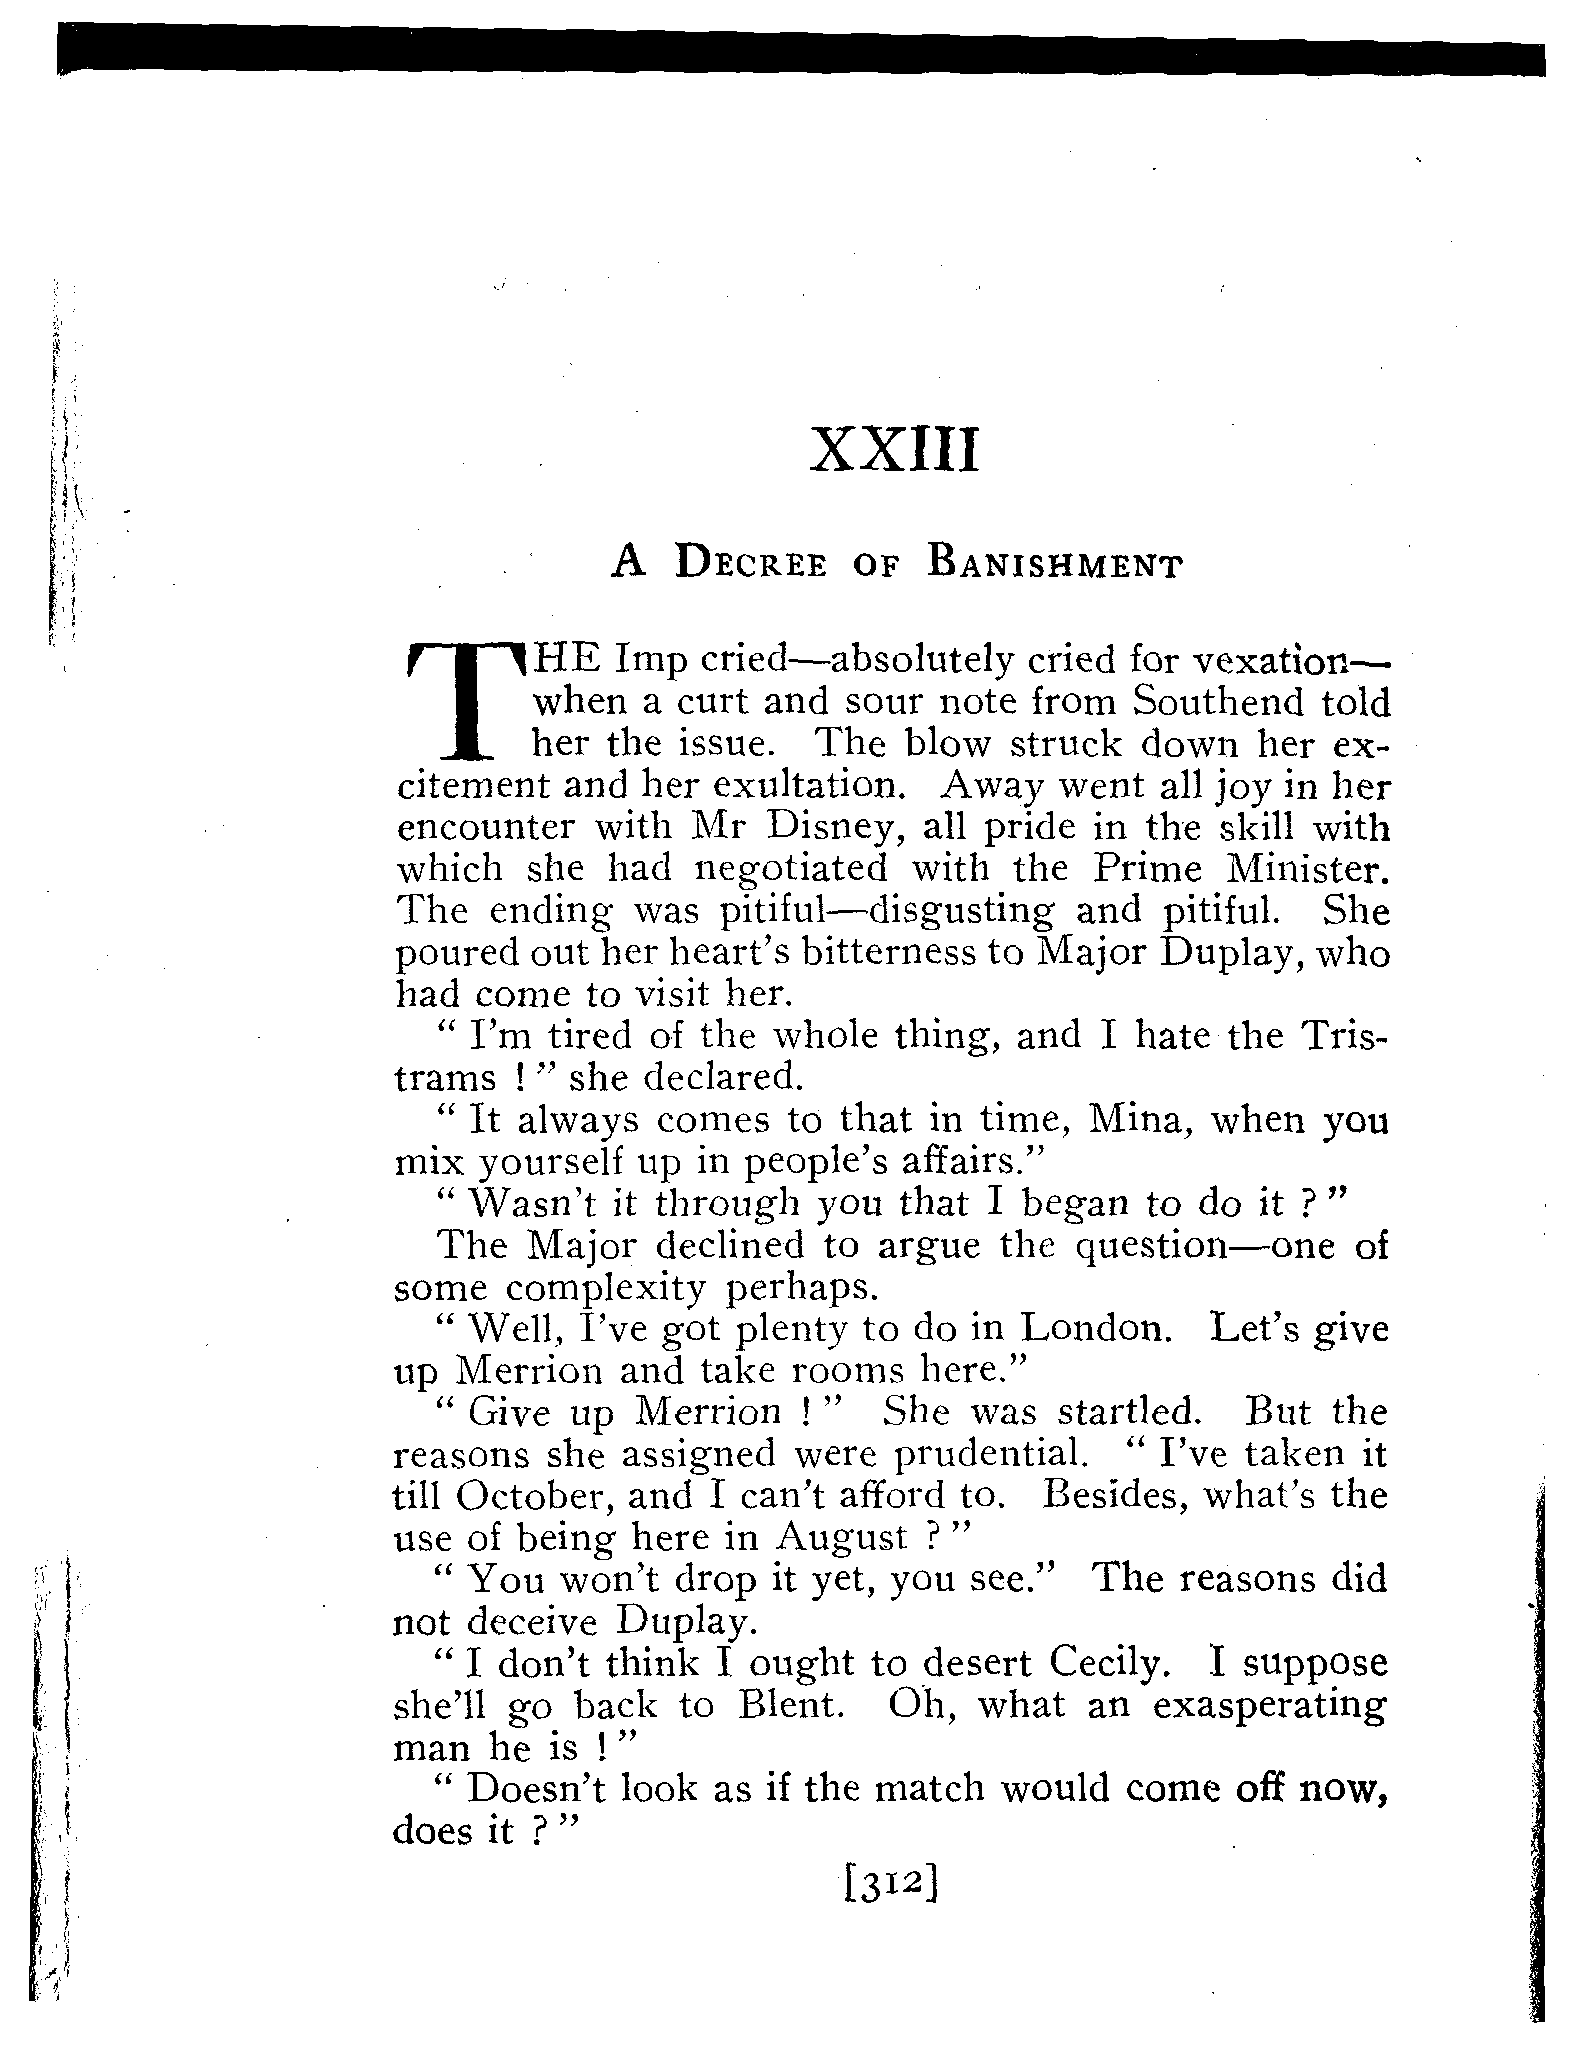 XXIII
A DECREE OF BANISHMENT
THE Imp cried—absolutely cried for vexation—
when a curt and sour note from Southend told
her the issue. The blow struck down her ex-
citement and her exultation. Away went all joy in her
encounter with Mr Disney, all pride in the skill with
which she had negotiated with the Prime Minister.
The ending was pitiful—disgusting and pitiful. She
poured out her heart's bitterness to Major Duplay, who
had come to visit her.
“ I'm tired of the whole thing, and I hate the Tris-
trams ! ” she declared.
“ It always comes to that in time, Mina, when you
mix yourself up in people's affairs.”
“ Wasn't it through you that I began to do it ? ”
The Major declined to argue the question—one of
some complexity perhaps.
“ Well, I've got plenty to do in London. Let's give
up Merrion and take rooms here.”
“ Give up Merrion ! ” She was startled. But the
reasons she assigned were prudential. “ I've taken it
till October, and I can't afford to. Besides, what's the
use of being here in August ? ”
“ You won't drop it yet, you see.” The reasons did
not deceive Duplay.
“ I don't think I ought to desert Cecily. I suppose
she'll go back to Blent. Oh, what an exasperating
man he is ! ”
“ Doesn't look as if the match would come off now,
does it ? ”
[312]